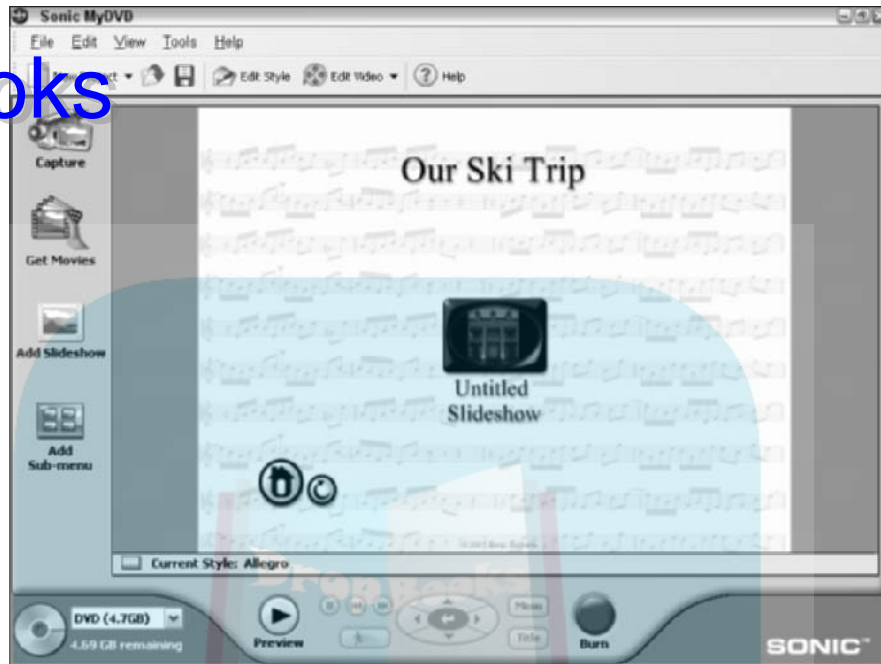 Sonic MyDVD
File Edit View Tools Help
Edit Style Edit Video Help
oks
Capture
Our Ski Trip
Get Movies
Add Slideshow
Untitled
Slideshow
Add
Sub-menu
Current Style: Allegro
Drop Books
DVD (4.7GB)
4.69 GB remaining
Preview
Menu
Title
Burn
SONIC